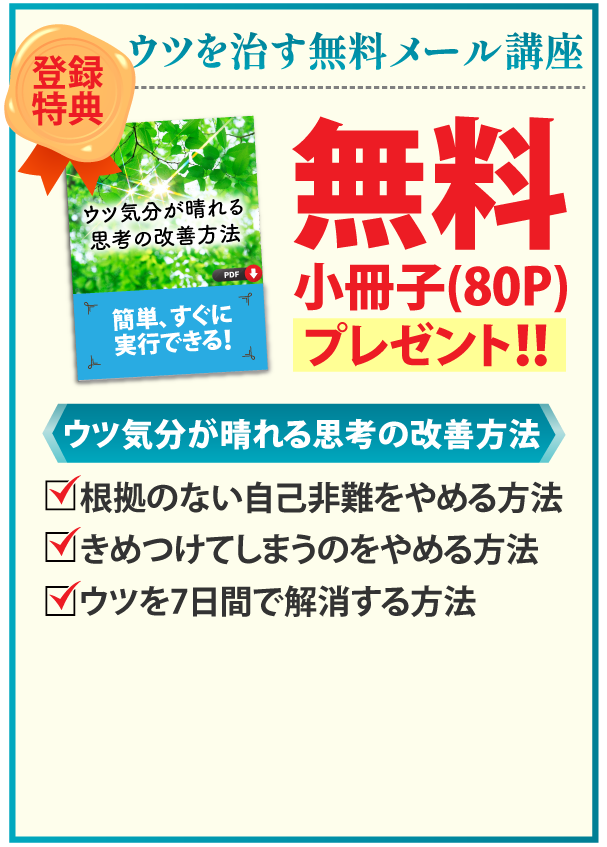 ウツを治す無料メール講座
登録
特典
ウツ気分が晴れる
思考の改善方法
PDF
簡単、すぐに
実行できる!
無料
小冊子(80P)
プレゼント!!
ウツ気分が晴れる思考の改善方法
根拠のない自己非難をやめる方法
きめつけてしまうのをやめる方法
ウツを7日間で解消する方法